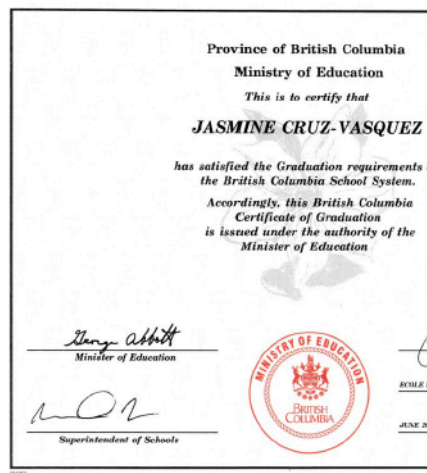 Province of British Columbia
Ministry of Education
This is to certify that
JASMINE CRUZ-VASQUEZ
has satisfied the Graduation requirements
the British Columbia School System.
Accordingly, this British Columbia
Certificate of Graduation
is issued under the authority of the
Minister of Education
George Abbott
Minister of Education
MINISTRY OF EDUCATION
BRITISH
COLUMBIA
ECOLE
Superintendent of Schools
JUNE